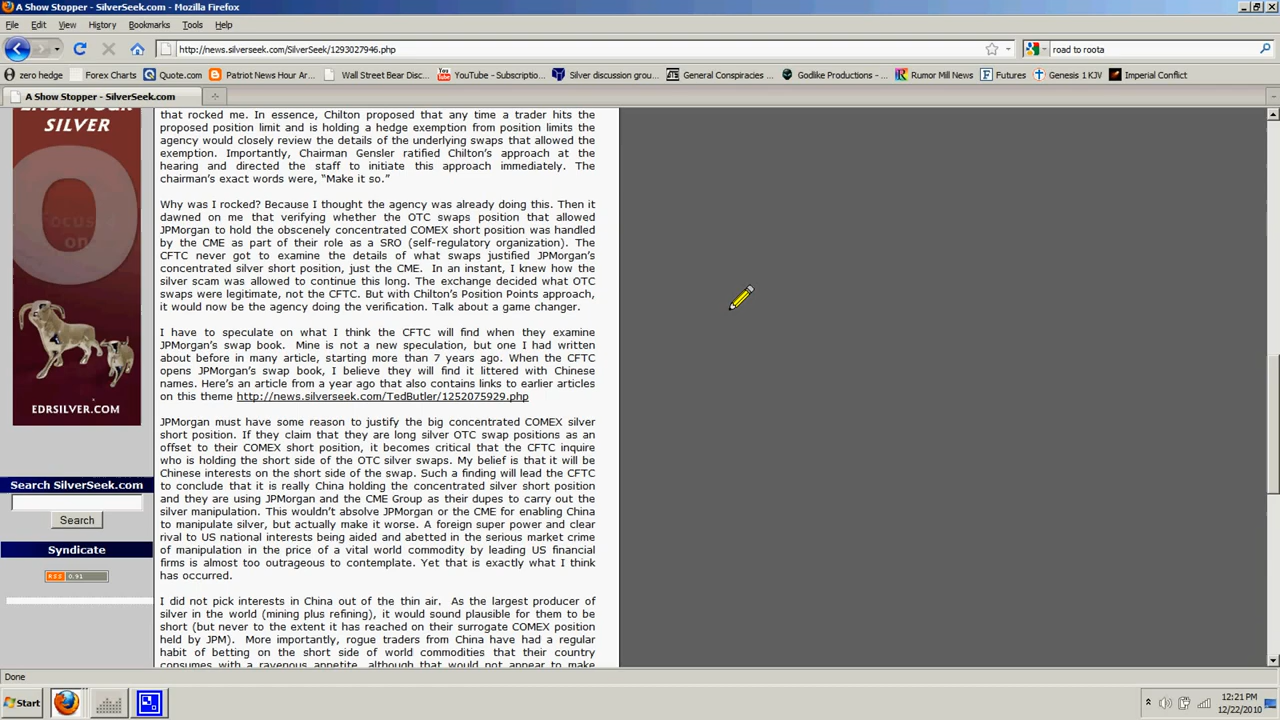 A Show Stopper - SilverSeek.com - Mozilla Firefox
File Edit View History Bookmarks Tools Help
http://news.silverseek.com/SilverSeek/1293027946.php
road to roota
zero hedge Forex Charts Quote.com Patriot News Hour Ar... Wall Street Bear Disc... YouTube - Subscriptio... Silver discussion grou... General Conspiracies ... Godlike Productions - ... Rumor Mill News Futures Genesis 1 KJV Imperial Conflict
A Show Stopper - SilverSeek.com
SILVER
Focused
on
EDRSILVER.COM
Search SilverSeek.com
Search
Syndicate
RSS 0.91
that rocked me. In essence, Chilton proposed that any time a trader hits the
proposed position limit and is holding a hedge exemption from position limits the
agency would closely review the details of the underlying swaps that allowed the
exemption. Importantly, Chairman Gensler ratified Chilton's approach at the
hearing and directed the staff to initiate this approach immediately. The
chairman's exact words were, "Make it so."
Why was I rocked? Because I thought the agency was already doing this. Then it
dawned on me that verifying whether the OTC swaps position that allowed
JPMorgan to hold the obscenely concentrated COMEX short position was handled
by the CME as part of their role as a SRO (self-regulatory organization). The
CFTC never got to examine the details of what swaps justified JPMorgan's
concentrated silver short position, just the CME. In an instant, I knew how the
silver scam was allowed to continue this long. The exchange decided what OTC
swaps were legitimate, not the CFTC. But with Chilton's Position Points approach,
it would now be the agency doing the verification. Talk about a game changer.
I have to speculate on what I think the CFTC will find when they examine
JPMorgan's swap book. Mine is not a new speculation, but one I had written
about before in many article, starting more than 7 years ago. When the CFTC
opens JPMorgan's swap book, I believe they will find it littered with Chinese
names. Here's an article from a year ago that also contains links to earlier articles
on this theme http://news.silverseek.com/TedButler/1252075929.php
JPMorgan must have some reason to justify the big concentrated COMEX silver
short position. If they claim that they are long silver OTC swap positions as an
offset to their COMEX short position, it becomes critical that the CFTC inquire
who is holding the short side of the OTC silver swaps. My belief is that it will be
Chinese interests on the short side of the swap. Such a finding will lead the CFTC
to conclude that it is really China holding the concentrated silver short position
and they are using JPMorgan and the CME Group as their dupes to carry out the
silver manipulation. This wouldn't absolve JPMorgan or the CME for enabling China
to manipulate silver, but actually make it worse. A foreign super power and clear
rival to US national interests being aided and abetted in the serious market crime
of manipulation in the price of a vital world commodity by leading US financial
firms is almost too outrageous to contemplate. Yet that is exactly what I think
has occurred.
I did not pick interests in China out of the thin air. As the largest producer of
silver in the world (mining plus refining), it would sound plausible for them to be
short (but never to the extent it has reached on their surrogate COMEX position
held by JPM). More importantly, rogue traders from China have had a regular
habit of betting on the short side of world commodities that their country
consumes with a ravenous appetite, although that would not appear to make
Done
Start
12:21 PM
12/22/2010